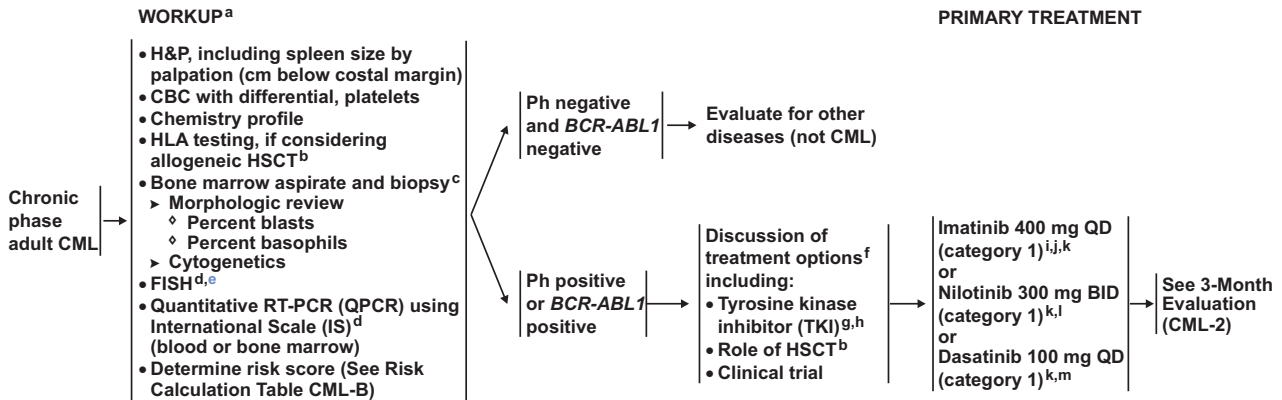 WORKUPᵃ
PRIMARY TREATMENT
Chronic
phase
adult CML
• H&P, including spleen size by
palpation (cm below costal margin)
• CBC with differential, platelets
• Chemistry profile
• HLA testing, if considering
allogeneic HSCTᵇ
• Bone marrow aspirate and biopsyᶜ
➤ Morphologic review
◊ Percent blasts
◊ Percent basophils
➤ Cytogenetics
• FISHᵈ,ᵉ
• Quantitative RT-PCR (QPCR) using
International Scale (IS)ᵈ
(blood or bone marrow)
• Determine risk score (See Risk
Calculation Table CML-B)
Ph negative
and BCR-ABL1
negative
Evaluate for other
diseases (not CML)
Ph positive
or BCR-ABL1
positive
Discussion of
treatment optionsᶠ
including:
• Tyrosine kinase
inhibitor (TKI)ᵍ,ʰ
• Role of HSCTᵇ
• Clinical trial
Imatinib 400 mg QD
(category 1)ⁱ,ʲ,ᵏ
or
Nilotinib 300 mg BID
(category 1)ᵏ,ˡ
or
Dasatinib 100 mg QD
(category 1)ᵏ,ᵐ
See 3-Month
Evaluation
(CML-2)